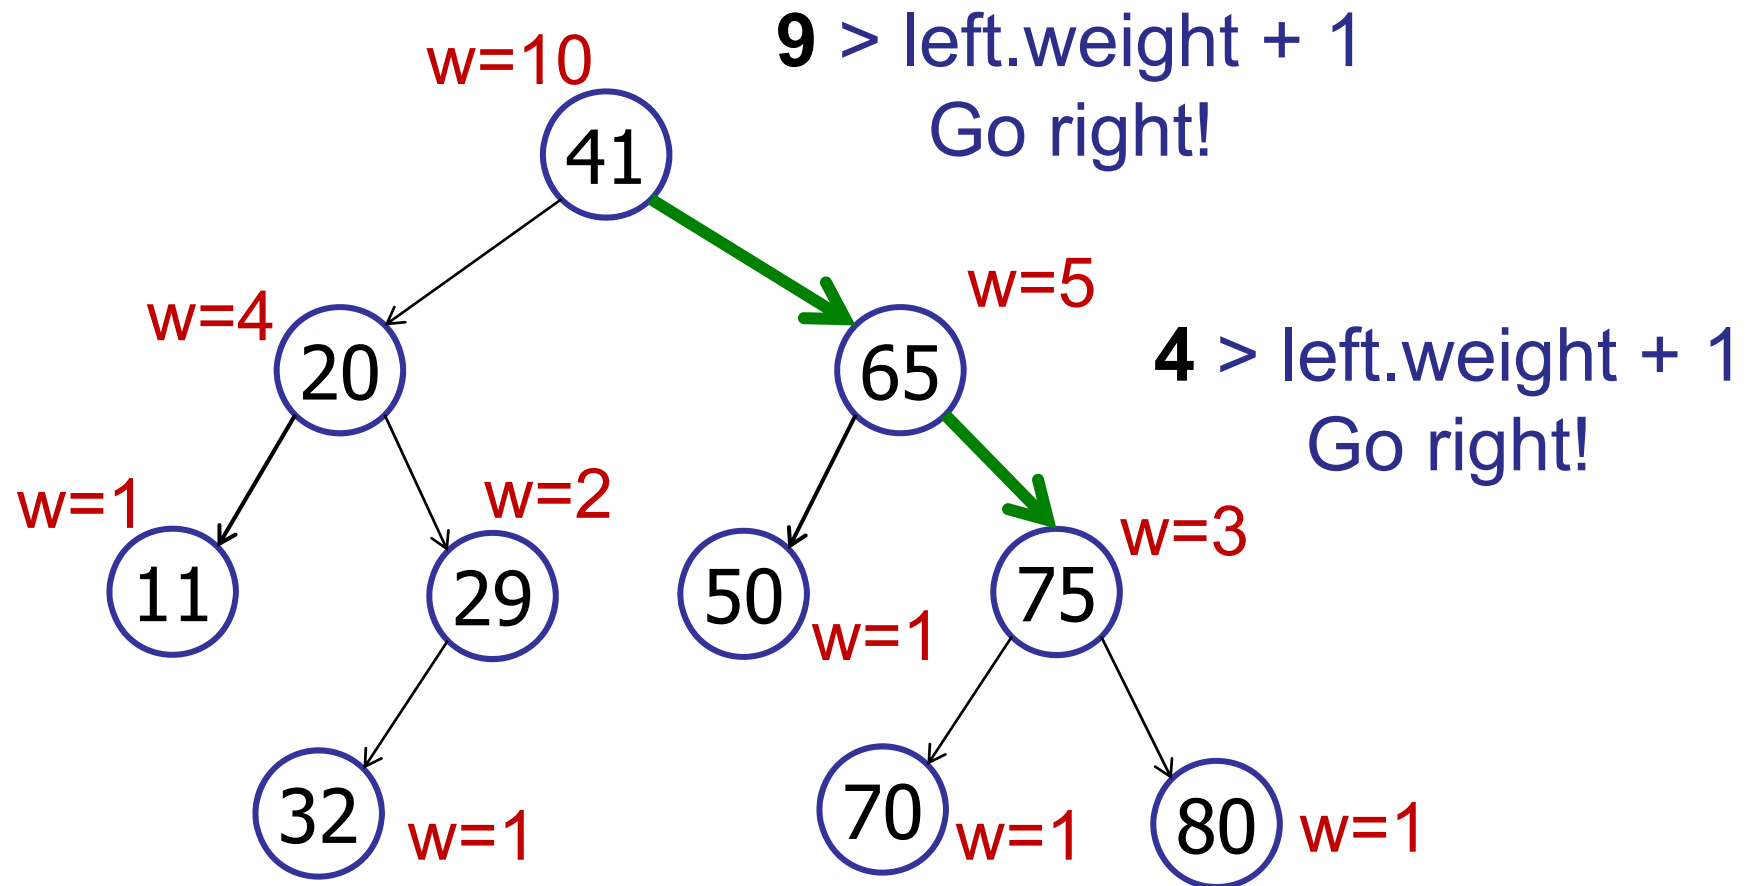 9 > left.weight + 1
Go right!
w=10
41
w=5
w=4
20
65
4 > left.weight + 1
Go right!
w=1
11
w=2
29
50
w=1
w=3
75
32
w=1
70
w=1
80
w=1